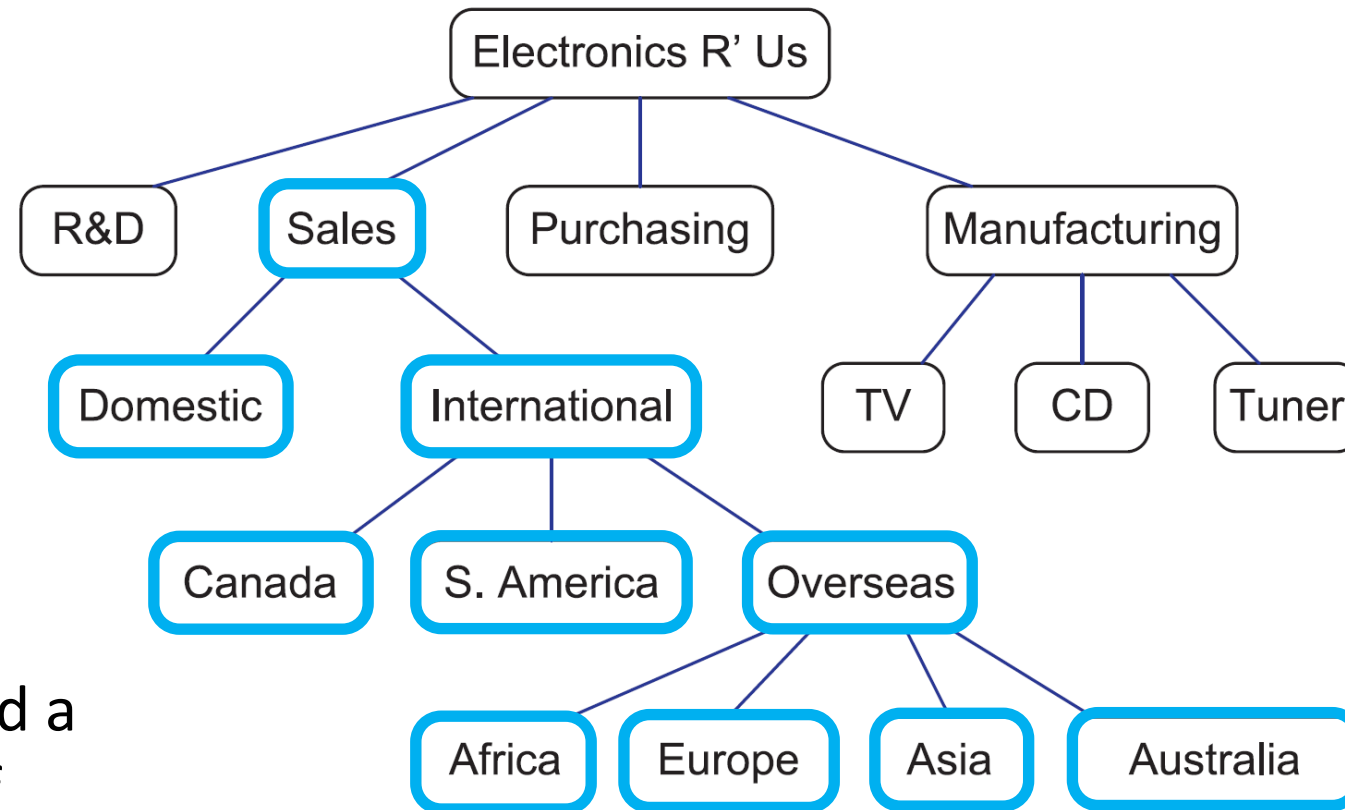 Electronics R’ Us
R&D Sales Purchasing Manufacturing
Domestic International TV CD Tuner
Canada S. America Overseas
d a
Africa Europe Asia Australia